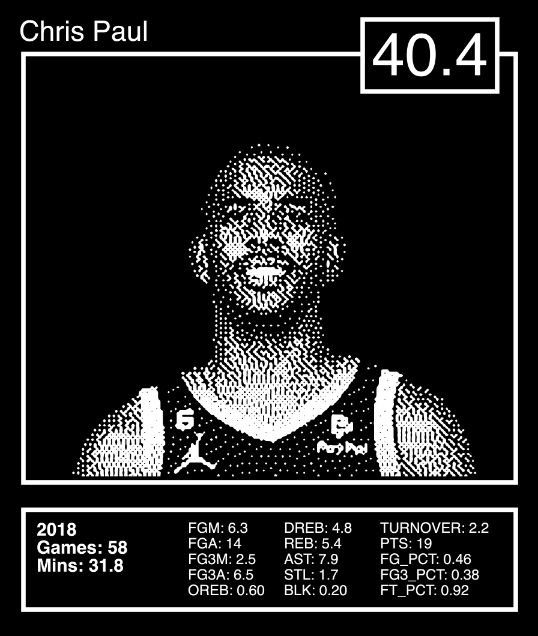 Chris Paul
40.4
6
P
PayPal
2018
Games: 58
Mins: 31.8
FGM: 6.3
FGA: 14
FG3M: 2.5
FG3A: 6.5
OREB: 0.60
DREB: 4.8
REB: 5.4
AST: 7.9
STL: 1.7
BLK: 0.20
TURNOVER: 2.2
PTS: 19
FG_PCT: 0.46
FG3_PCT: 0.38
FT_PCT: 0.92